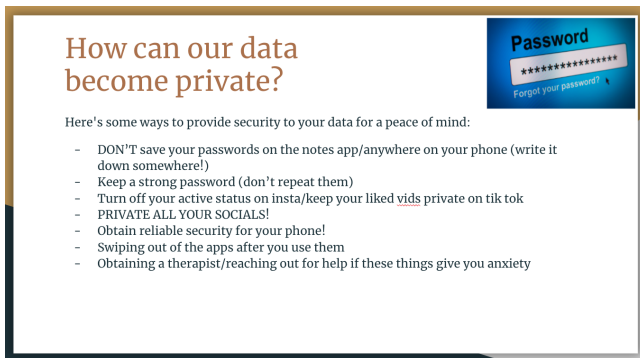 How can our data
become private?
Password
****************
Forgot your password?
Here's some ways to provide security to your data for a peace of mind:
- DON'T save your passwords on the notes app/anywhere on your phone (write it
down somewhere!)
- Keep a strong password (don't repeat them)
- Turn off your active status on insta/keep your liked vids private on tik tok
- PRIVATE ALL YOUR SOCIALS!
- Obtain reliable security for your phone!
- Swiping out of the apps after you use them
- Obtaining a therapist/reaching out for help if these things give you anxiety